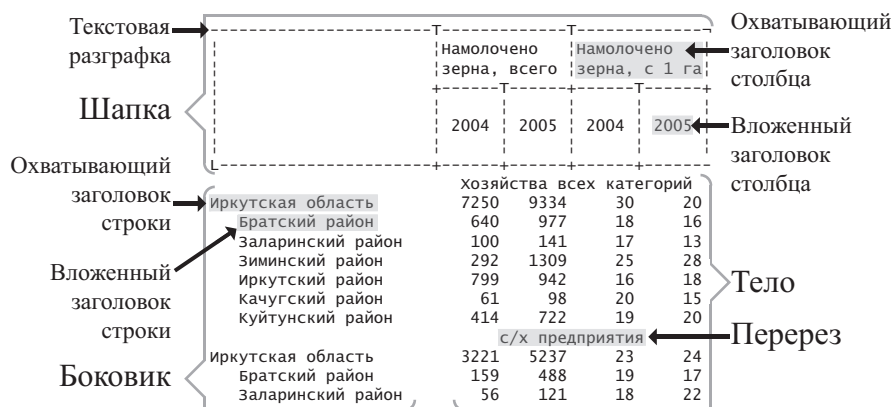 Текстовая
разграфка
Шапка
Охватывающий
заголовок
строки
Вложенный
заголовок
строки
Боковик
Намолочено
зерна, всего
Намолочено
зерна, с 1 га
2004 2005 2004 2005
Хозяйства всех категорий
Иркутская область 7250 9334 30 20
Братский район 640 977 18 16
Заларинский район 100 141 17 13
Зиминский район 292 1309 25 28
Иркутский район 799 942 16 18
Качугский район 61 98 20 15
Куйтунский район 414 722 19 20
с/х предприятия
Иркутская область 3221 5237 23 24
Братский район 159 488 19 17
Заларинский район 56 121 18 22
Охватывающий
заголовок
столбца
Вложенный
заголовок
столбца
Тело
Перерез